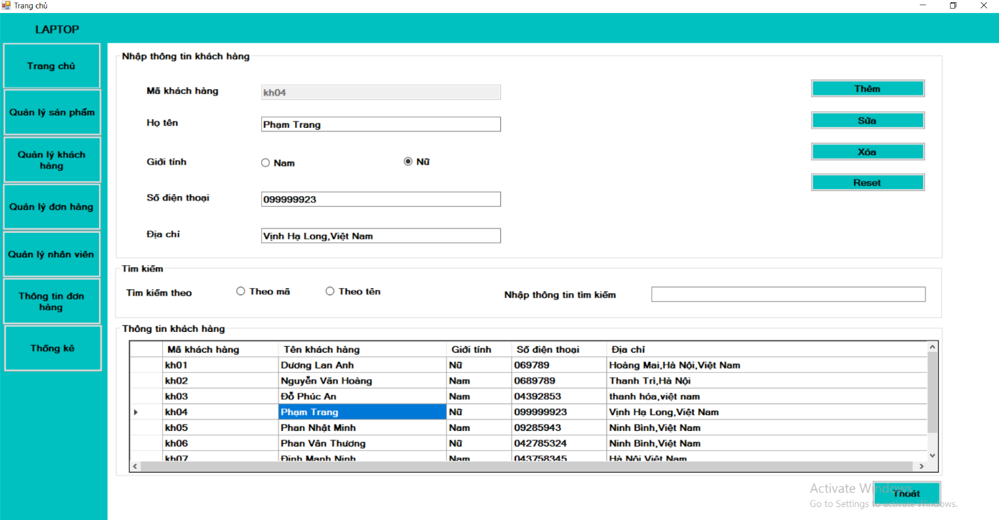 Trang chủ
LAPTOP
Trang chủ
Quản lý sản phẩm
Quản lý khách
hàng
Quản lý đơn hàng
Quản lý nhân viên
Thông tin đơn
hàng
Thống kê
Nhập thông tin khách hàng
Mã khách hàng kh04
Họ tên Phạm Trang
Giới tính Nam Nữ
Số điện thoại 099999923
Địa chỉ Vịnh Hạ Long,Việt Nam
Thêm
Sửa
Xóa
Reset
Tìm kiếm
Tìm kiếm theo Theo mã Theo tên Nhập thông tin tìm kiếm
Thông tin khách hàng
Mã khách hàng Tên khách hàng Giới tính Số điện thoại Địa chỉ
kh01 Dương Lan Anh Nữ 069789 Hoàng Mai,Hà Nội,Việt Nam
kh02 Nguyễn Văn Hoàng Nam 0689789 Thanh Trì,Hà Nội
kh03 Đỗ Phúc An Nam 04392853 thanh hóa,việt nam
kh04 Phạm Trang Nữ 099999923 Vịnh Hạ Long,Việt Nam
kh05 Phan Nhật Minh Nam 09285943 Ninh Bình,Việt Nam
kh06 Phan Vân Thương Nữ 042785324 Ninh Bình,Việt Nam
kh07 Đinh Mạnh Ninh Nam 043758345 Hà Nội,Việt Nam
Thoát
Activate Windows
Go to Settings to activate Windows.